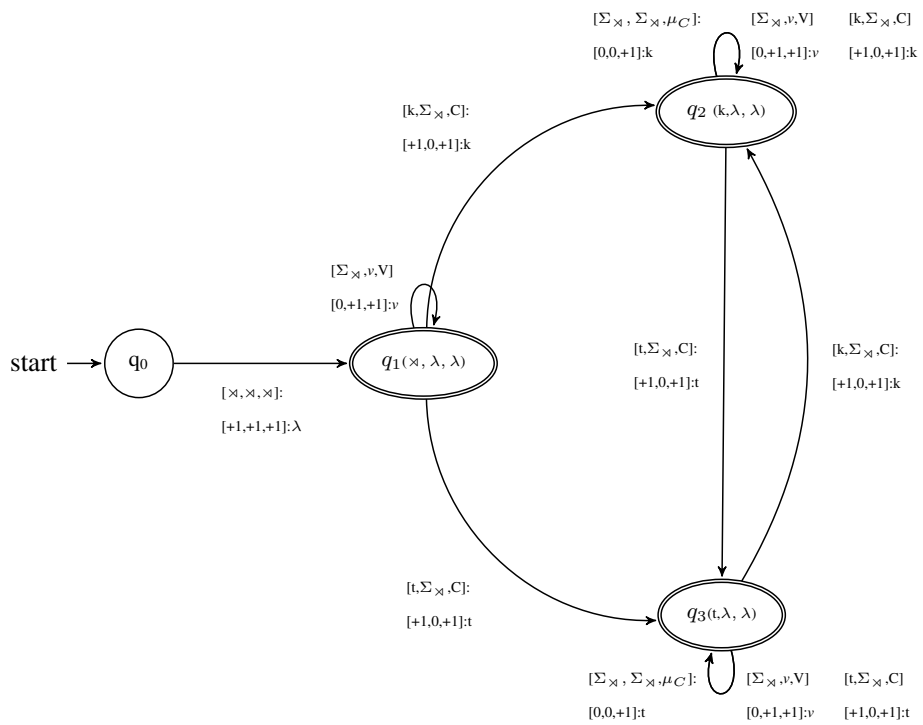 [Σ⋊, Σ⋊,μC]: [Σ⋊,v,V] [k,Σ⋊,C]
[0,0,+1]:k [0,+1,+1]:v [+1,0,+1]:k
q2 (k,λ, λ)
[k,Σ⋊,C]:
[+1,0,+1]:k
[Σ⋊,v,V]
[0,+1,+1]:v
start
q0
q1(⋊, λ, λ)
[t,Σ⋊,C]:
[+1,0,+1]:t
[k,Σ⋊,C]:
[+1,0,+1]:k
[⋊,⋊,⋊]:
[+1,+1,+1]:λ
[t,Σ⋊,C]:
[+1,0,+1]:t
q3(t,λ, λ)
[Σ⋊, Σ⋊,μC]: [Σ⋊,v,V] [t,Σ⋊,C]
[0,0,+1]:t [0,+1,+1]:v [+1,0,+1]:t